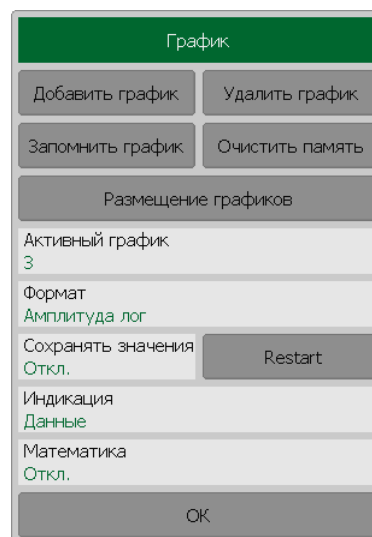 График
Добавить график
Удалить график
Запомнить график
Очистить память
Размещение графиков
Активный график
3
Формат
Амплитуда лог
Сохранять значения
Откл.
Restart
Индикация
Данные
Математика
Откл.
ОК